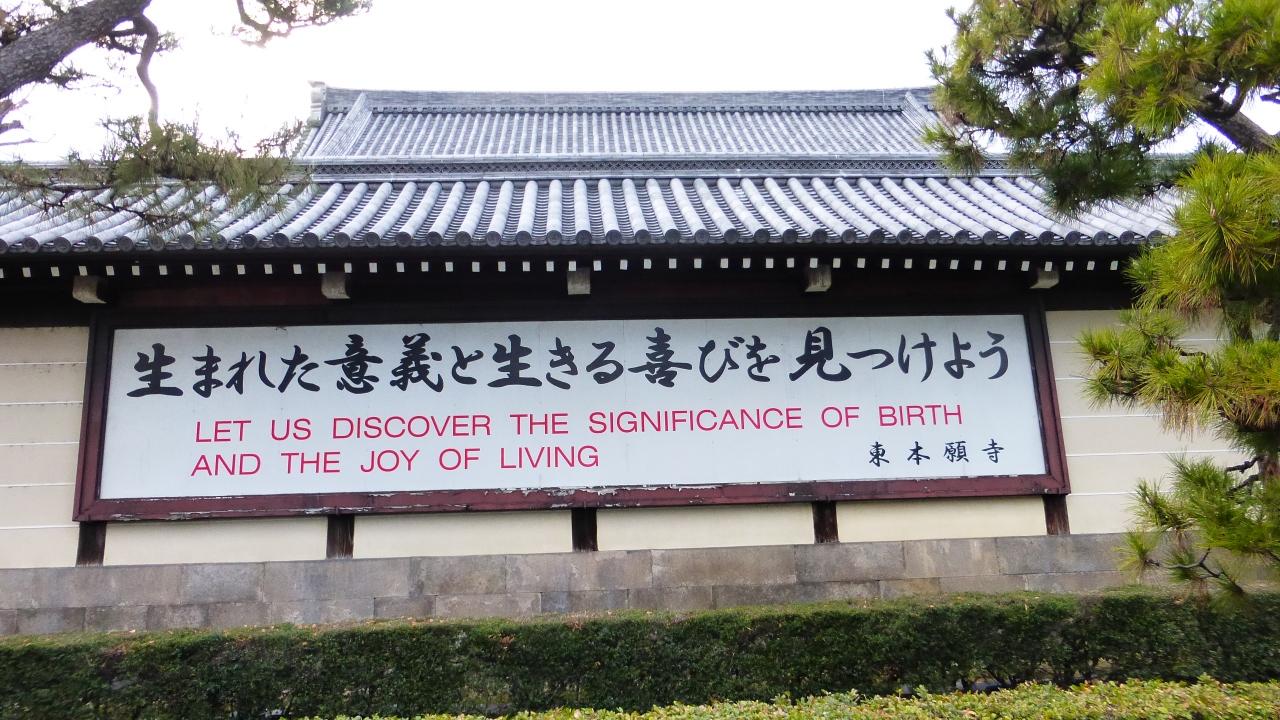 生まれた意義と生きる喜びを見つけよう
LET US DISCOVER THE SIGNIFICANCE OF BIRTH
AND THE JOY OF LIVING
東本願寺